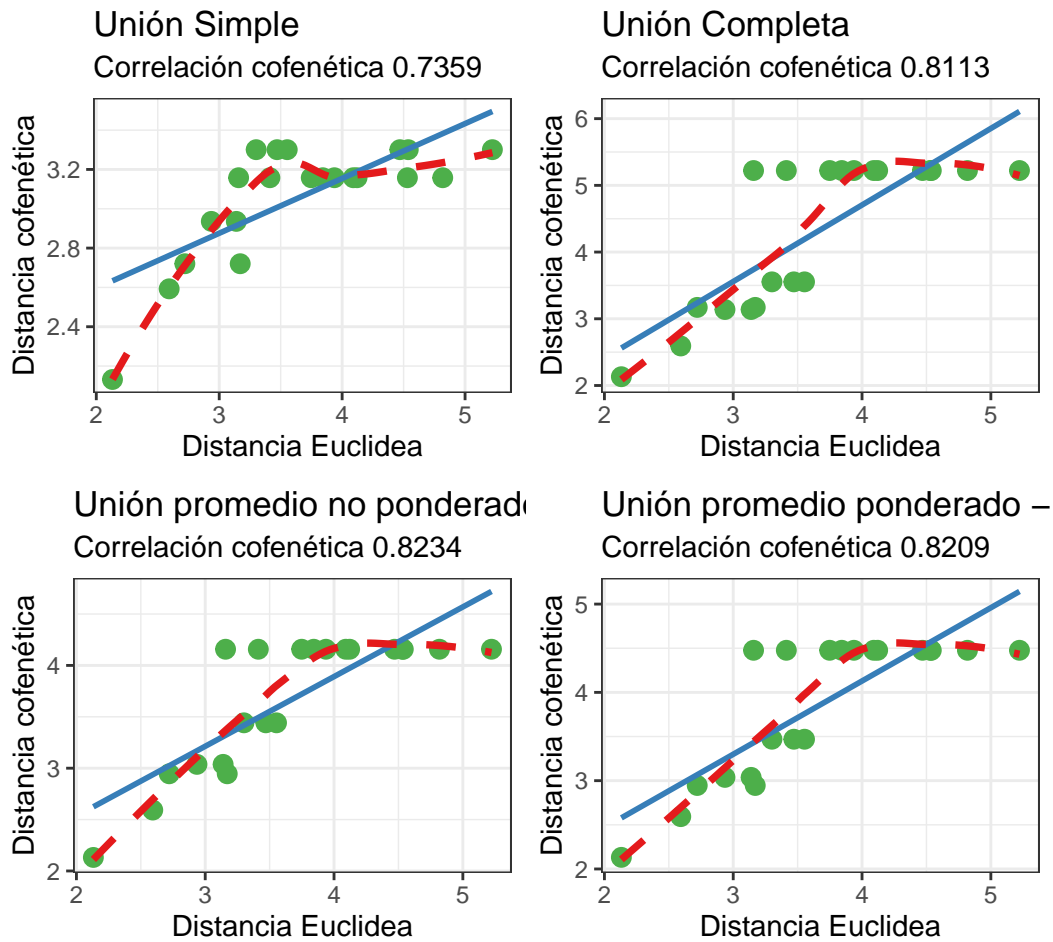 Unión Simple
Correlación cofenética 0.7359
Distancia cofenética
3.2
2.8
2.4
2 3 4 5
Distancia Euclidea
Unión Completa
Correlación cofenética 0.8113
Distancia cofenética
6
5
4
3
2
2 3 4 5
Distancia Euclidea
Unión promedio no ponderado
Correlación cofenética 0.8234
Distancia cofenética
4
3
2
2 3 4 5
Distancia Euclidea
Unión promedio ponderado –
Correlación cofenética 0.8209
Distancia cofenética
5
4
3
2
2 3 4 5
Distancia Euclidea